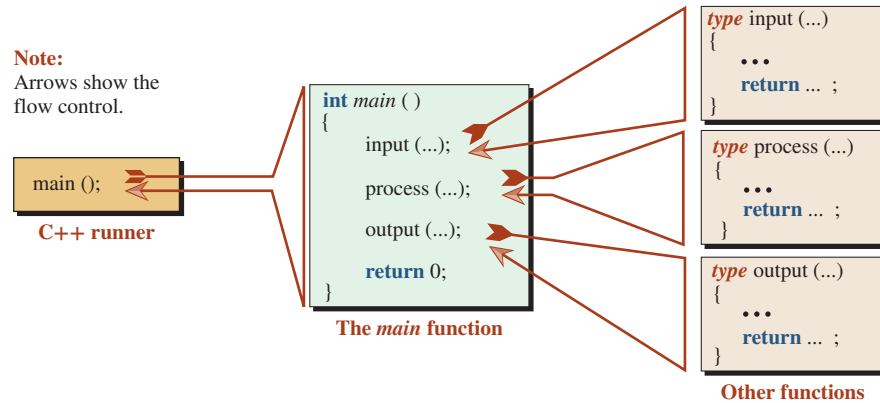 Note:
Arrows show the
flow control.
main ();
C++ runner
int main ( )
{
input (...);
process (...);
output (...);
return 0;
}
The main function
type input (...)
{
...
return ... ;
}
type process (...)
{
...
return ... ;
}
type output (...)
{
...
return ... ;
}
Other functions